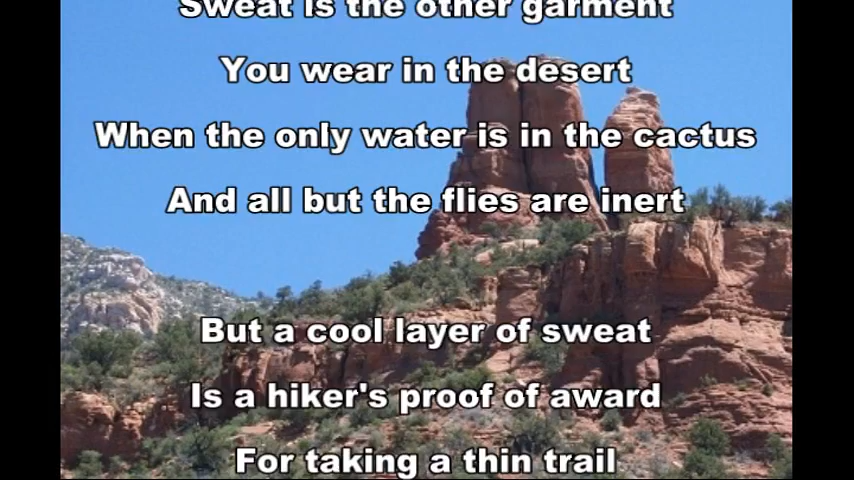 Sweat is the other garment
You wear in the desert
When the only water is in the cactus
And all but the flies are inert
But a cool layer of sweat
Is a hiker's proof of award
For taking a thin trail